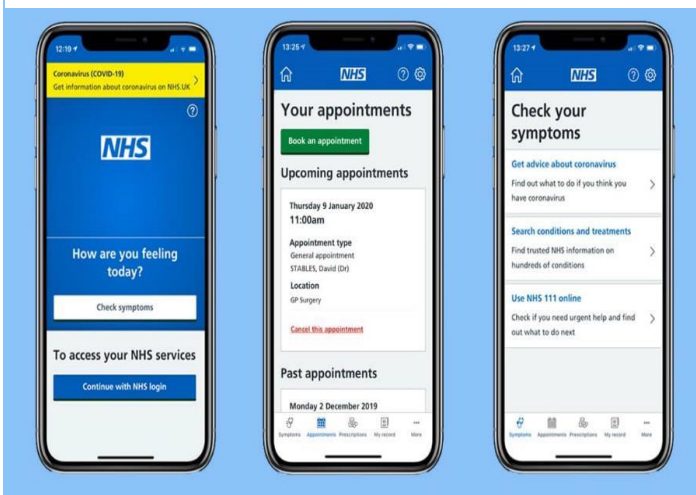 12:19
Coronavirus (COVID-19)
Get information about coronavirus on NHS.UK
NHS
How are you feeling
today?
Check symptoms
To access your NHS services
Continue with NHS login
13:25
NHS
Your appointments
Book an appointment
Upcoming appointments
Thursday 9 January 2020
11:00am
Appointment type
General appointment
STABLES, David (Dr)
Location
GP Surgery
Cancel this appointment
Past appointments
Monday 2 December 2019
Symptoms Appointments Prescriptions My record More
13:27
NHS
Check your
symptoms
Get advice about coronavirus
Find out what to do if you think you
have coronavirus
Search conditions and treatments
Find trusted NHS information on
hundreds of conditions
Use NHS 111 online
Check if you need urgent help and find
out what to do next
Symptoms Appointments Prescriptions My record More